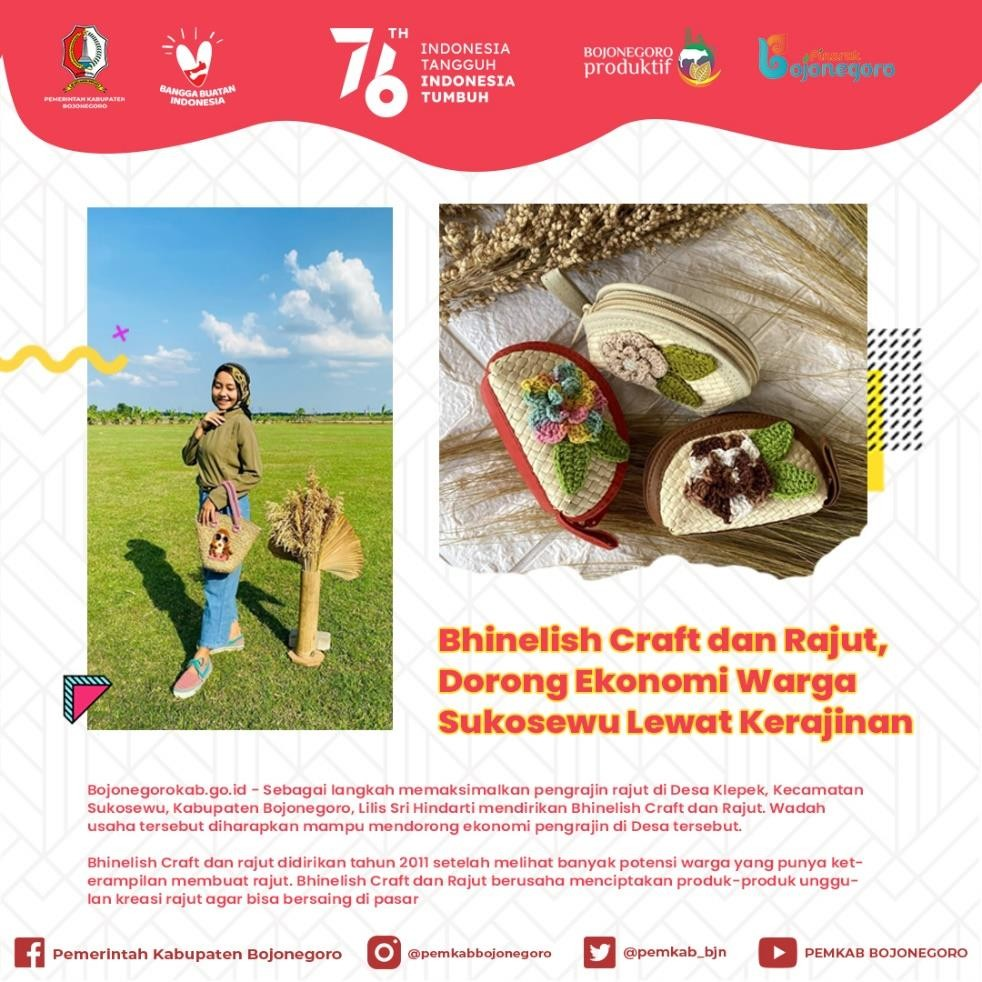 PEMERINTAH KABUPATEN
BOJONEGORO
BANGGA BUATAN
INDONESIA
76TH
INDONESIA
TANGGUH
INDONESIA
TUMBUH
BOJONEGORO
produktif
Pinarak
Bojonegoro
Bhinelish Craft dan Rajut,
Dorong Ekonomi Warga
Sukosewu Lewat Kerajinan
Bojonegorokab.go.id - Sebagai langkah memaksimalkan pengrajin rajut di Desa Klepek, Kecamatan
Sukosewu, Kabupaten Bojonegoro, Lilis Sri Hindarti mendirikan Bhinelish Craft dan Rajut. Wadah
usaha tersebut diharapkan mampu mendorong ekonomi pengrajin di Desa tersebut.
Bhinelish Craft dan rajut didirikan tahun 2011 setelah melihat banyak potensi warga yang punya ket-
erampilan membuat rajut. Bhinelish Craft dan Rajut berusaha menciptakan produk-produk unggu-
lan kreasi rajut agar bisa bersaing di pasar
Pemerintah Kabupaten Bojonegoro
@pemkabbojonegoro
@pemkab_bjn
PEMKAB BOJONEGORO